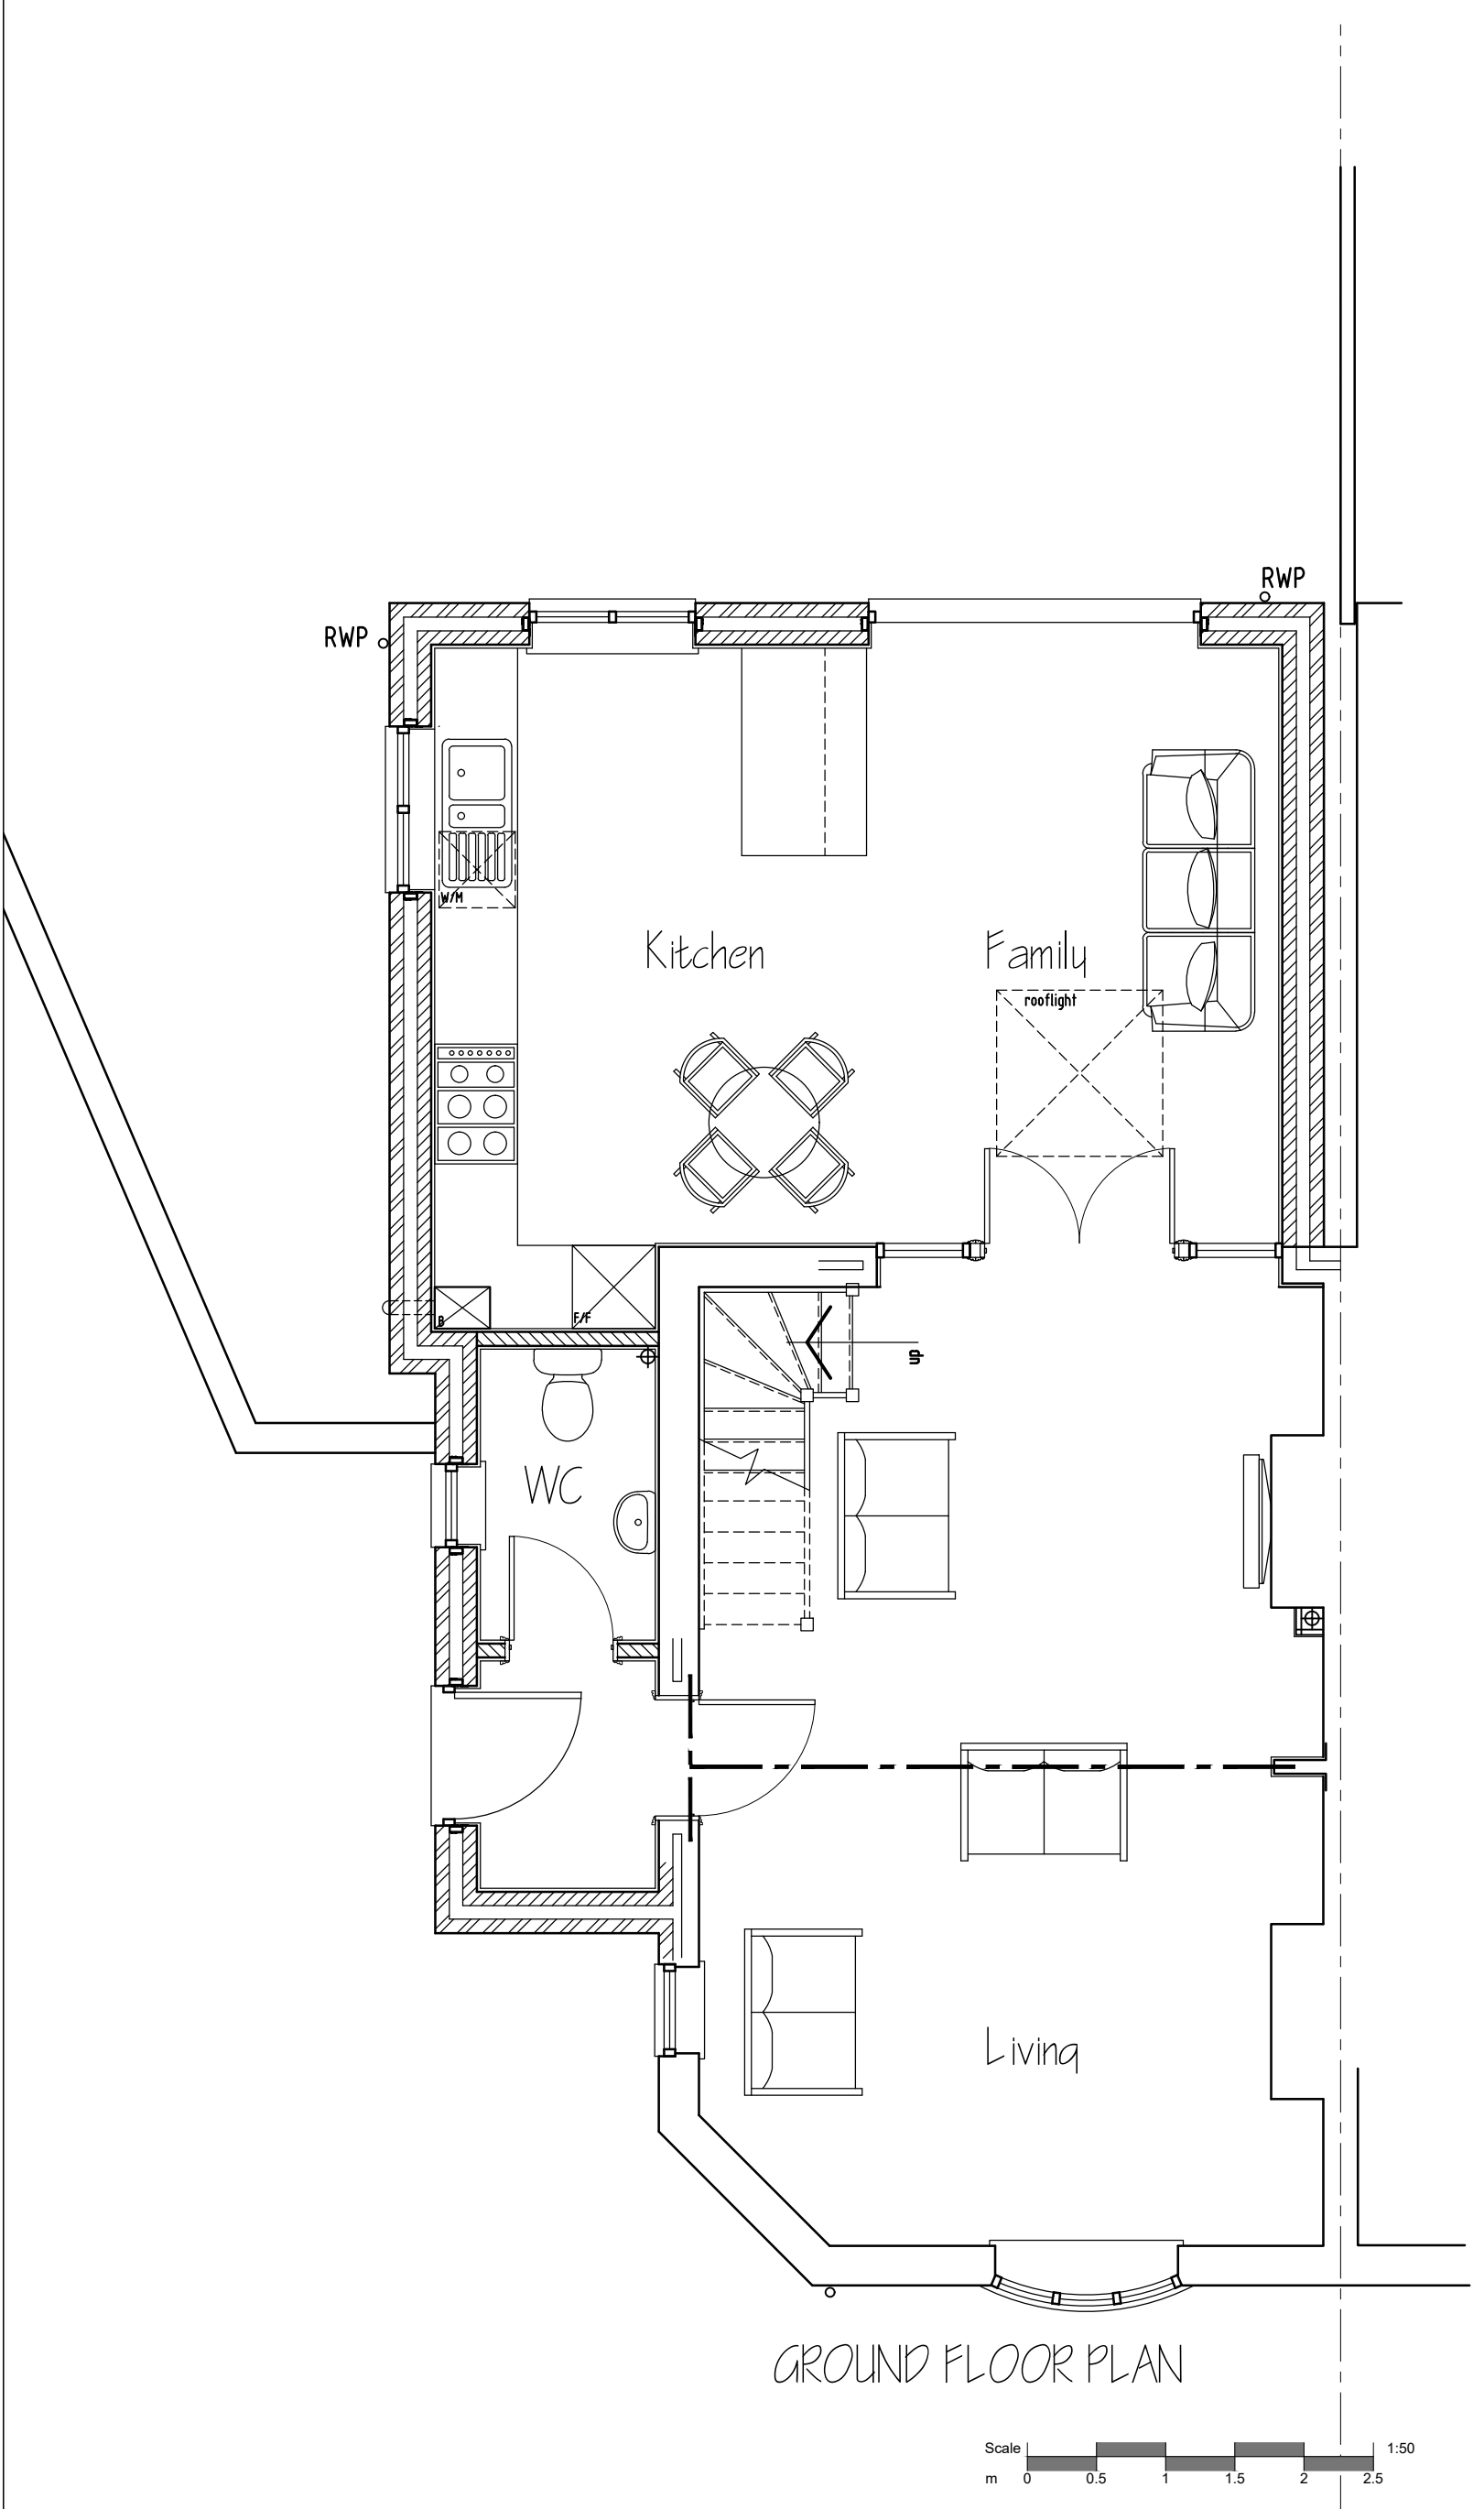 RWP
RWP
W/M
Kitchen
Family
rooflight
B
F/F
up
WC
Living
GROUND FLOOR PLAN
Scale 1:50
m 0 0.5 1 1.5 2 2.5